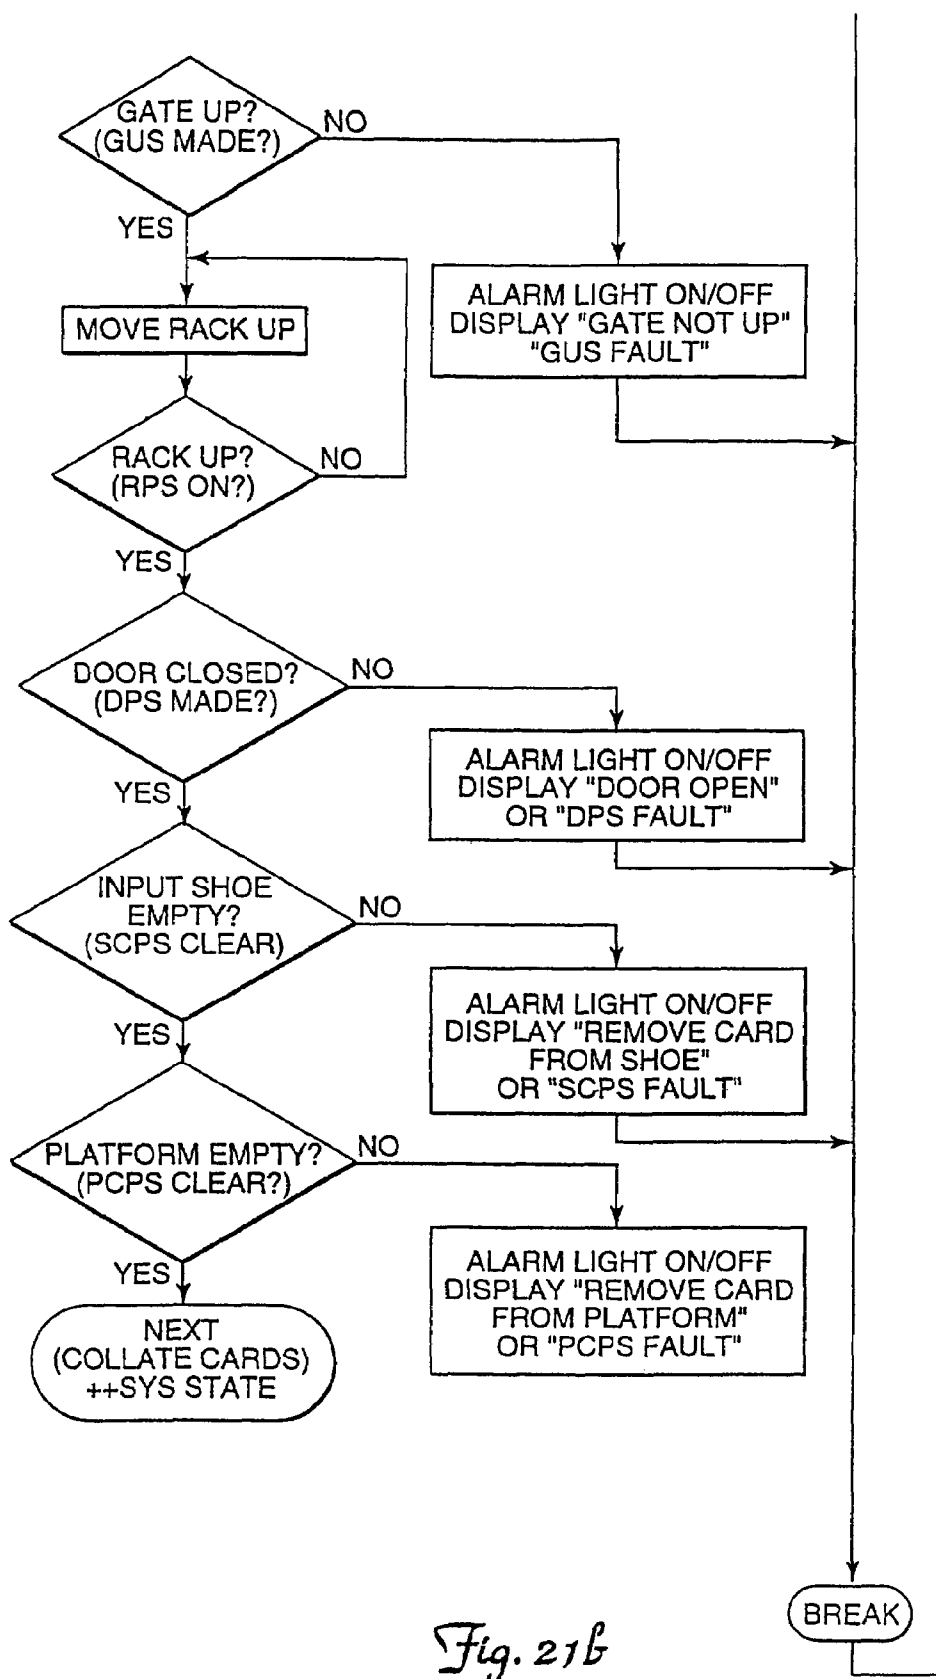 GATE UP?
(GUS MADE?)
NO
YES
MOVE RACK UP
ALARM LIGHT ON/OFF
DISPLAY "GATE NOT UP"
"GUS FAULT"
RACK UP?
(RPS ON?)
NO
YES
DOOR CLOSED?
(DPS MADE?)
NO
YES
ALARM LIGHT ON/OFF
DISPLAY "DOOR OPEN"
OR "DPS FAULT"
INPUT SHOE
EMPTY?
(SCPS CLEAR)
NO
YES
ALARM LIGHT ON/OFF
DISPLAY "REMOVE CARD
FROM SHOE"
OR "SCPS FAULT"
PLATFORM EMPTY?
(PCPS CLEAR?)
NO
YES
ALARM LIGHT ON/OFF
DISPLAY "REMOVE CARD
FROM PLATFORM"
OR "PCPS FAULT"
NEXT
(COLLATE CARDS)
++SYS STATE
BREAK
Fig. 21b